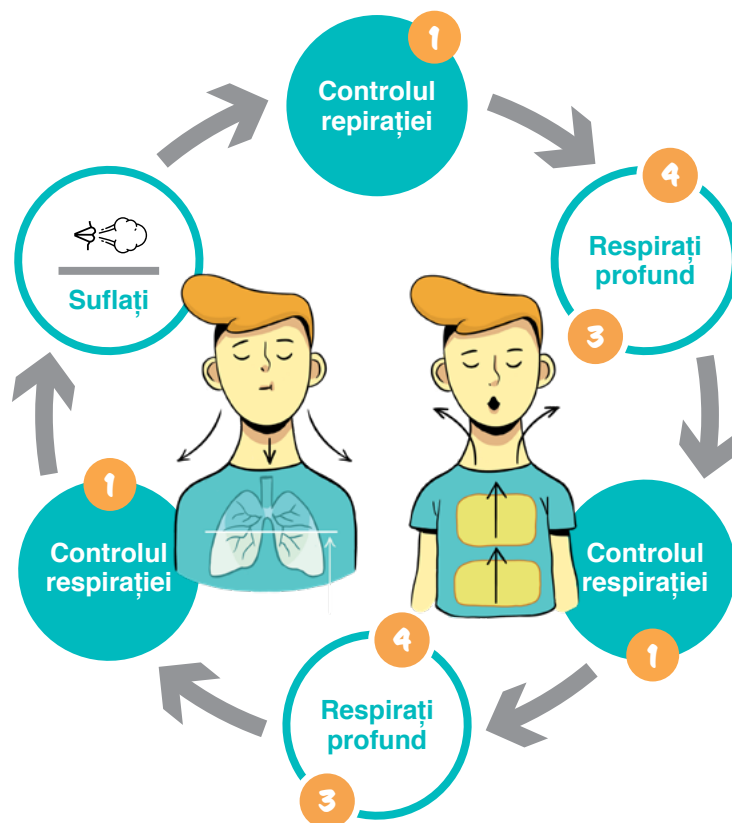 1
Controlul
repirației
4
Respirați
profund
3
Controlul
respirației
1
4
Respirați
profund
3
1
Controlul
respirației
Suflați